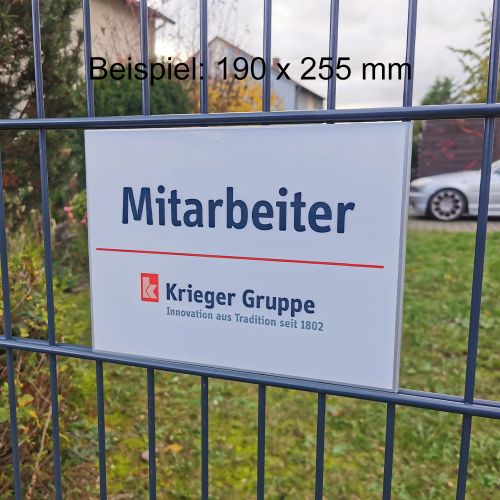 Beispiel: 190 x 255 mm
Mitarbeiter
Krieger Gruppe
Innovation aus Tradition seit 1802